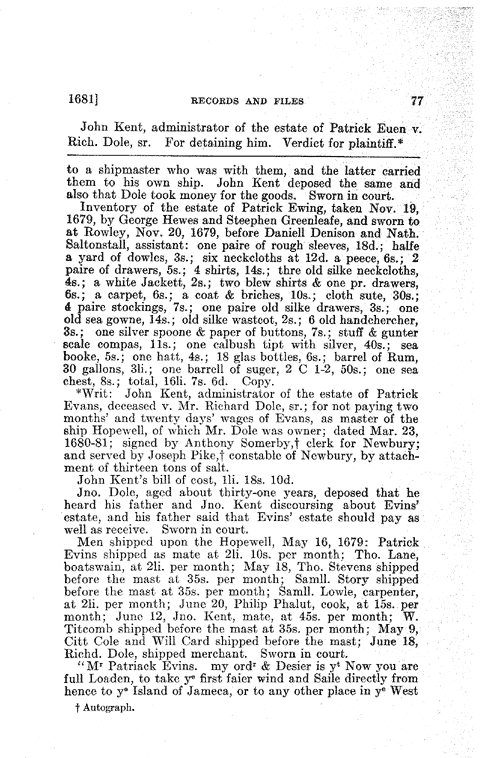 1681] RECORDS AND FILES 77
John Kent, administrator of the estate of Patrick Euen v.
Rich. Dole, sr. For detaining him. Verdict for plaintiff.*
to a shipmaster who was with them, and the latter carried
them to his own ship. John Kent deposed the same and
also that Dole took money for the goods. Sworn in court.
Inventory of the estate of Patrick Ewing, taken Nov. 19,
1679, by George Hewes and Steephen Greenleafe, and sworn to
at Rowley, Nov. 20, 1679, before Daniell Denison and Nath.
Saltonstall, assistant: one paire of rough sleeves, 18d.; halfe
a yard of dowles, 3s.; six neckcloths at 12d. a peece, 6s.; 2
paire of drawers, 5s.; 4 shirts, 14s.; thre old silke neckcloths,
4s.; a white Jackett, 2s.; two blew shirts & one pr. drawers,
6s.; a carpet, 6s.; a coat & briches, 10s.; cloth sute, 30s.;
4 paire stockings, 7s.; one paire old silke drawers, 3s.; one
old sea gowne, 14s.; old silke wastcot, 2s.; 6 old handchercher,
3s.; one silver spoone & paper of buttons, 7s.; stuff & gunter
scale compas, 11s.; one calbush tipt with silver, 40s.; sea
booke, 5s.; one hatt, 4s.; 18 glas bottles, 6s.; barrel of Rum,
30 gallons, 3li.; one barrell of suger, 2 C 1-2, 50s.; one sea
chest, 8s.; total, 16li. 7s. 6d. Copy.
*Writ: John Kent, administrator of the estate of Patrick
Evans, deceased v. Mr. Richard Dole, sr.; for not paying two
months' and twenty days' wages of Evans, as master of the
ship Hopewell, of which Mr. Dole was owner; dated Mar. 23,
1680-81; signed by Anthony Somerby,† clerk for Newbury;
and served by Joseph Pike,† constable of Newbury, by attach-
ment of thirteen tons of salt.
John Kent's bill of cost, 1li. 18s. 10d.
Jno. Dole, aged about thirty-one years, deposed that he
heard his father and Jno. Kent discoursing about Evins'
estate, and his father said that Evins' estate should pay as
well as receive. Sworn in court.
Men shipped upon the Hopewell, May 16, 1679: Patrick
Evins shipped as mate at 2li. 10s. per month; Tho. Lane,
boatswain, at 2li. per month; May 18, Tho. Stevens shipped
before the mast at 35s. per month; Samll. Story shipped
before the mast at 35s. per month; Samll. Lowle, carpenter,
at 2li. per month; June 20, Philip Phalut, cook, at 15s. per
month; June 12, Jno. Kent, mate, at 45s. per month; W.
Titcomb shipped before the mast at 35s. per month; May 9,
Citt Cole and Will Card shipped before the mast; June 18,
Richd. Dole, shipped merchant. Sworn in court.
"Mʳ Patriack Evins. my ordʳ & Desier is yᵗ Now you are
full Loaden, to take yᵉ first faier wind and Saile directly from
hence to yᵉ Island of Jameca, or to any other place in yᵉ West
† Autograph.